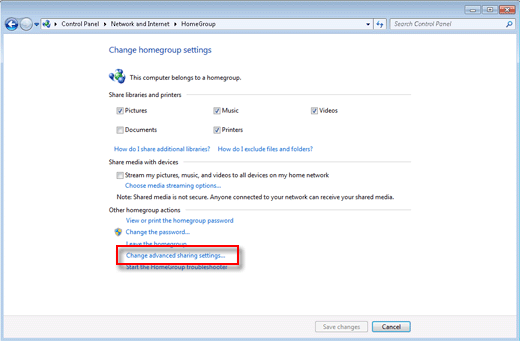 Control Panel ▸ Network and Internet ▸ HomeGroup
Search Control Panel
Change homegroup settings
This computer belongs to a homegroup.
Share libraries and printers
Pictures Music Videos
Documents Printers
How do I share additional libraries? How do I exclude files and folders?
Share media with devices
Stream my pictures, music, and videos to all devices on my home network
Choose media streaming options...
Note: Shared media is not secure. Anyone connected to your network can receive your shared media.
Other homegroup actions
View or print the homegroup password
Change the password...
Leave the homegroup...
Change advanced sharing settings...
Start the HomeGroup troubleshooter
Save changes Cancel